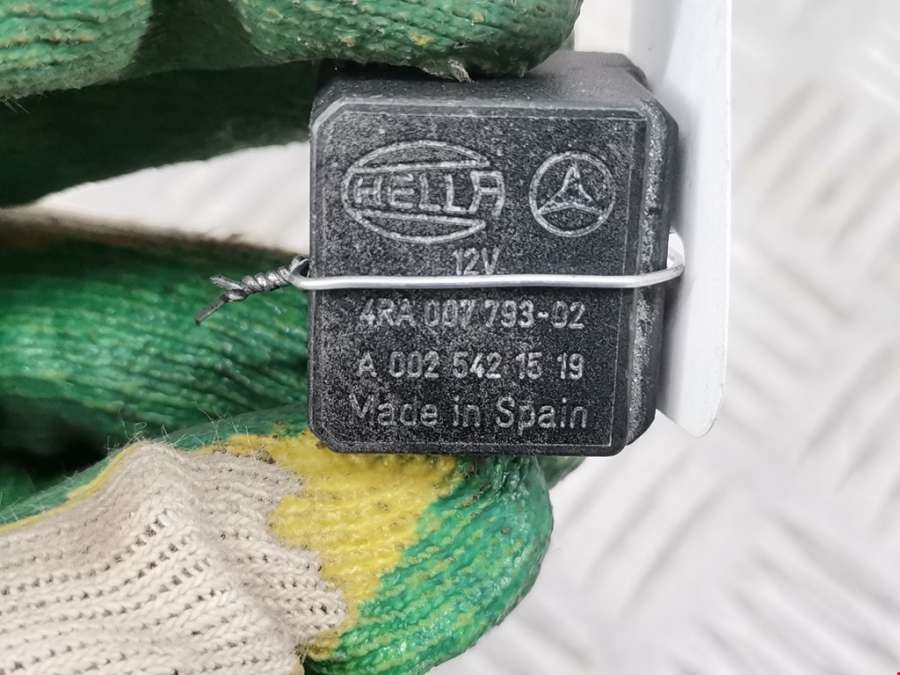 HELLA
12V
4RA 007 793-02
A 002 542 15 19
Made in Spain